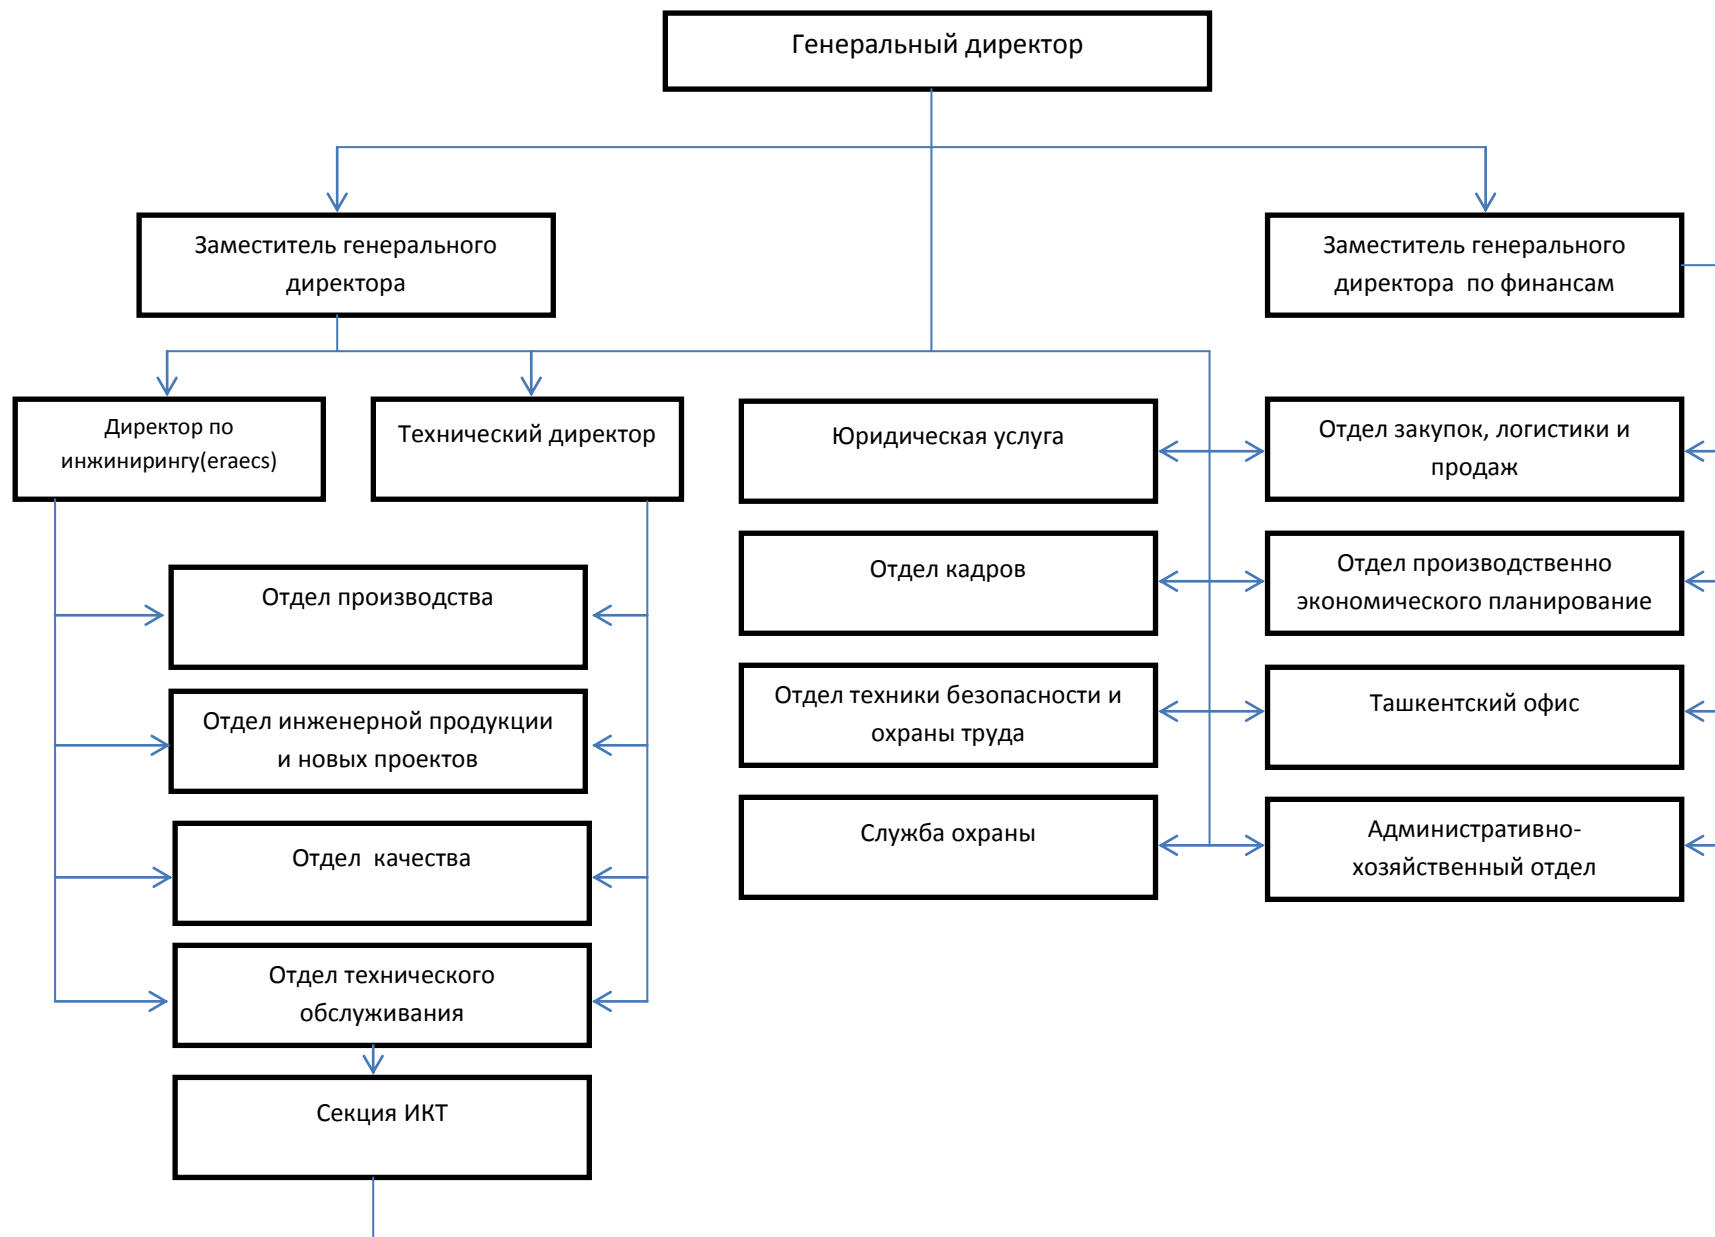 Генеральный директор
Заместитель генерального
директора
Заместитель генерального
директора  по финансам
Директор по
инжинирингу(eraecs)
Технический директор
Юридическая услуга
Отдел закупок, логистики и
продаж
Отдел кадров
Отдел производственно
экономического планирование
Отдел производства
Отдел инженерной продукции
и новых проектов
Отдел техники безопасности и
охраны труда
Ташкентский офис
Отдел  качества
Служба охраны
Административно-
хозяйственный отдел
Отдел технического
обслуживания
Секция ИКТ